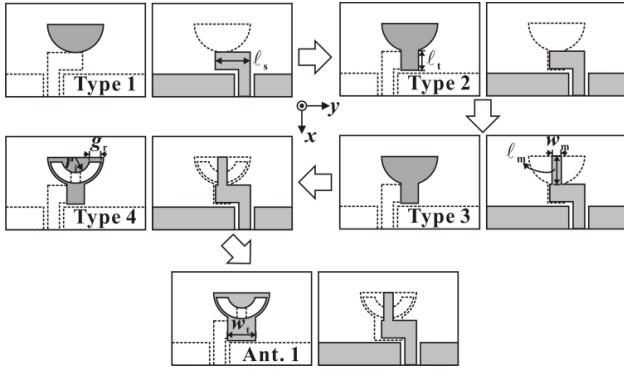 Type 1
ℓs
Type 2
ℓt
y
x
gr
Type 4
Type 3
wm
ℓm
wt
Ant. 1